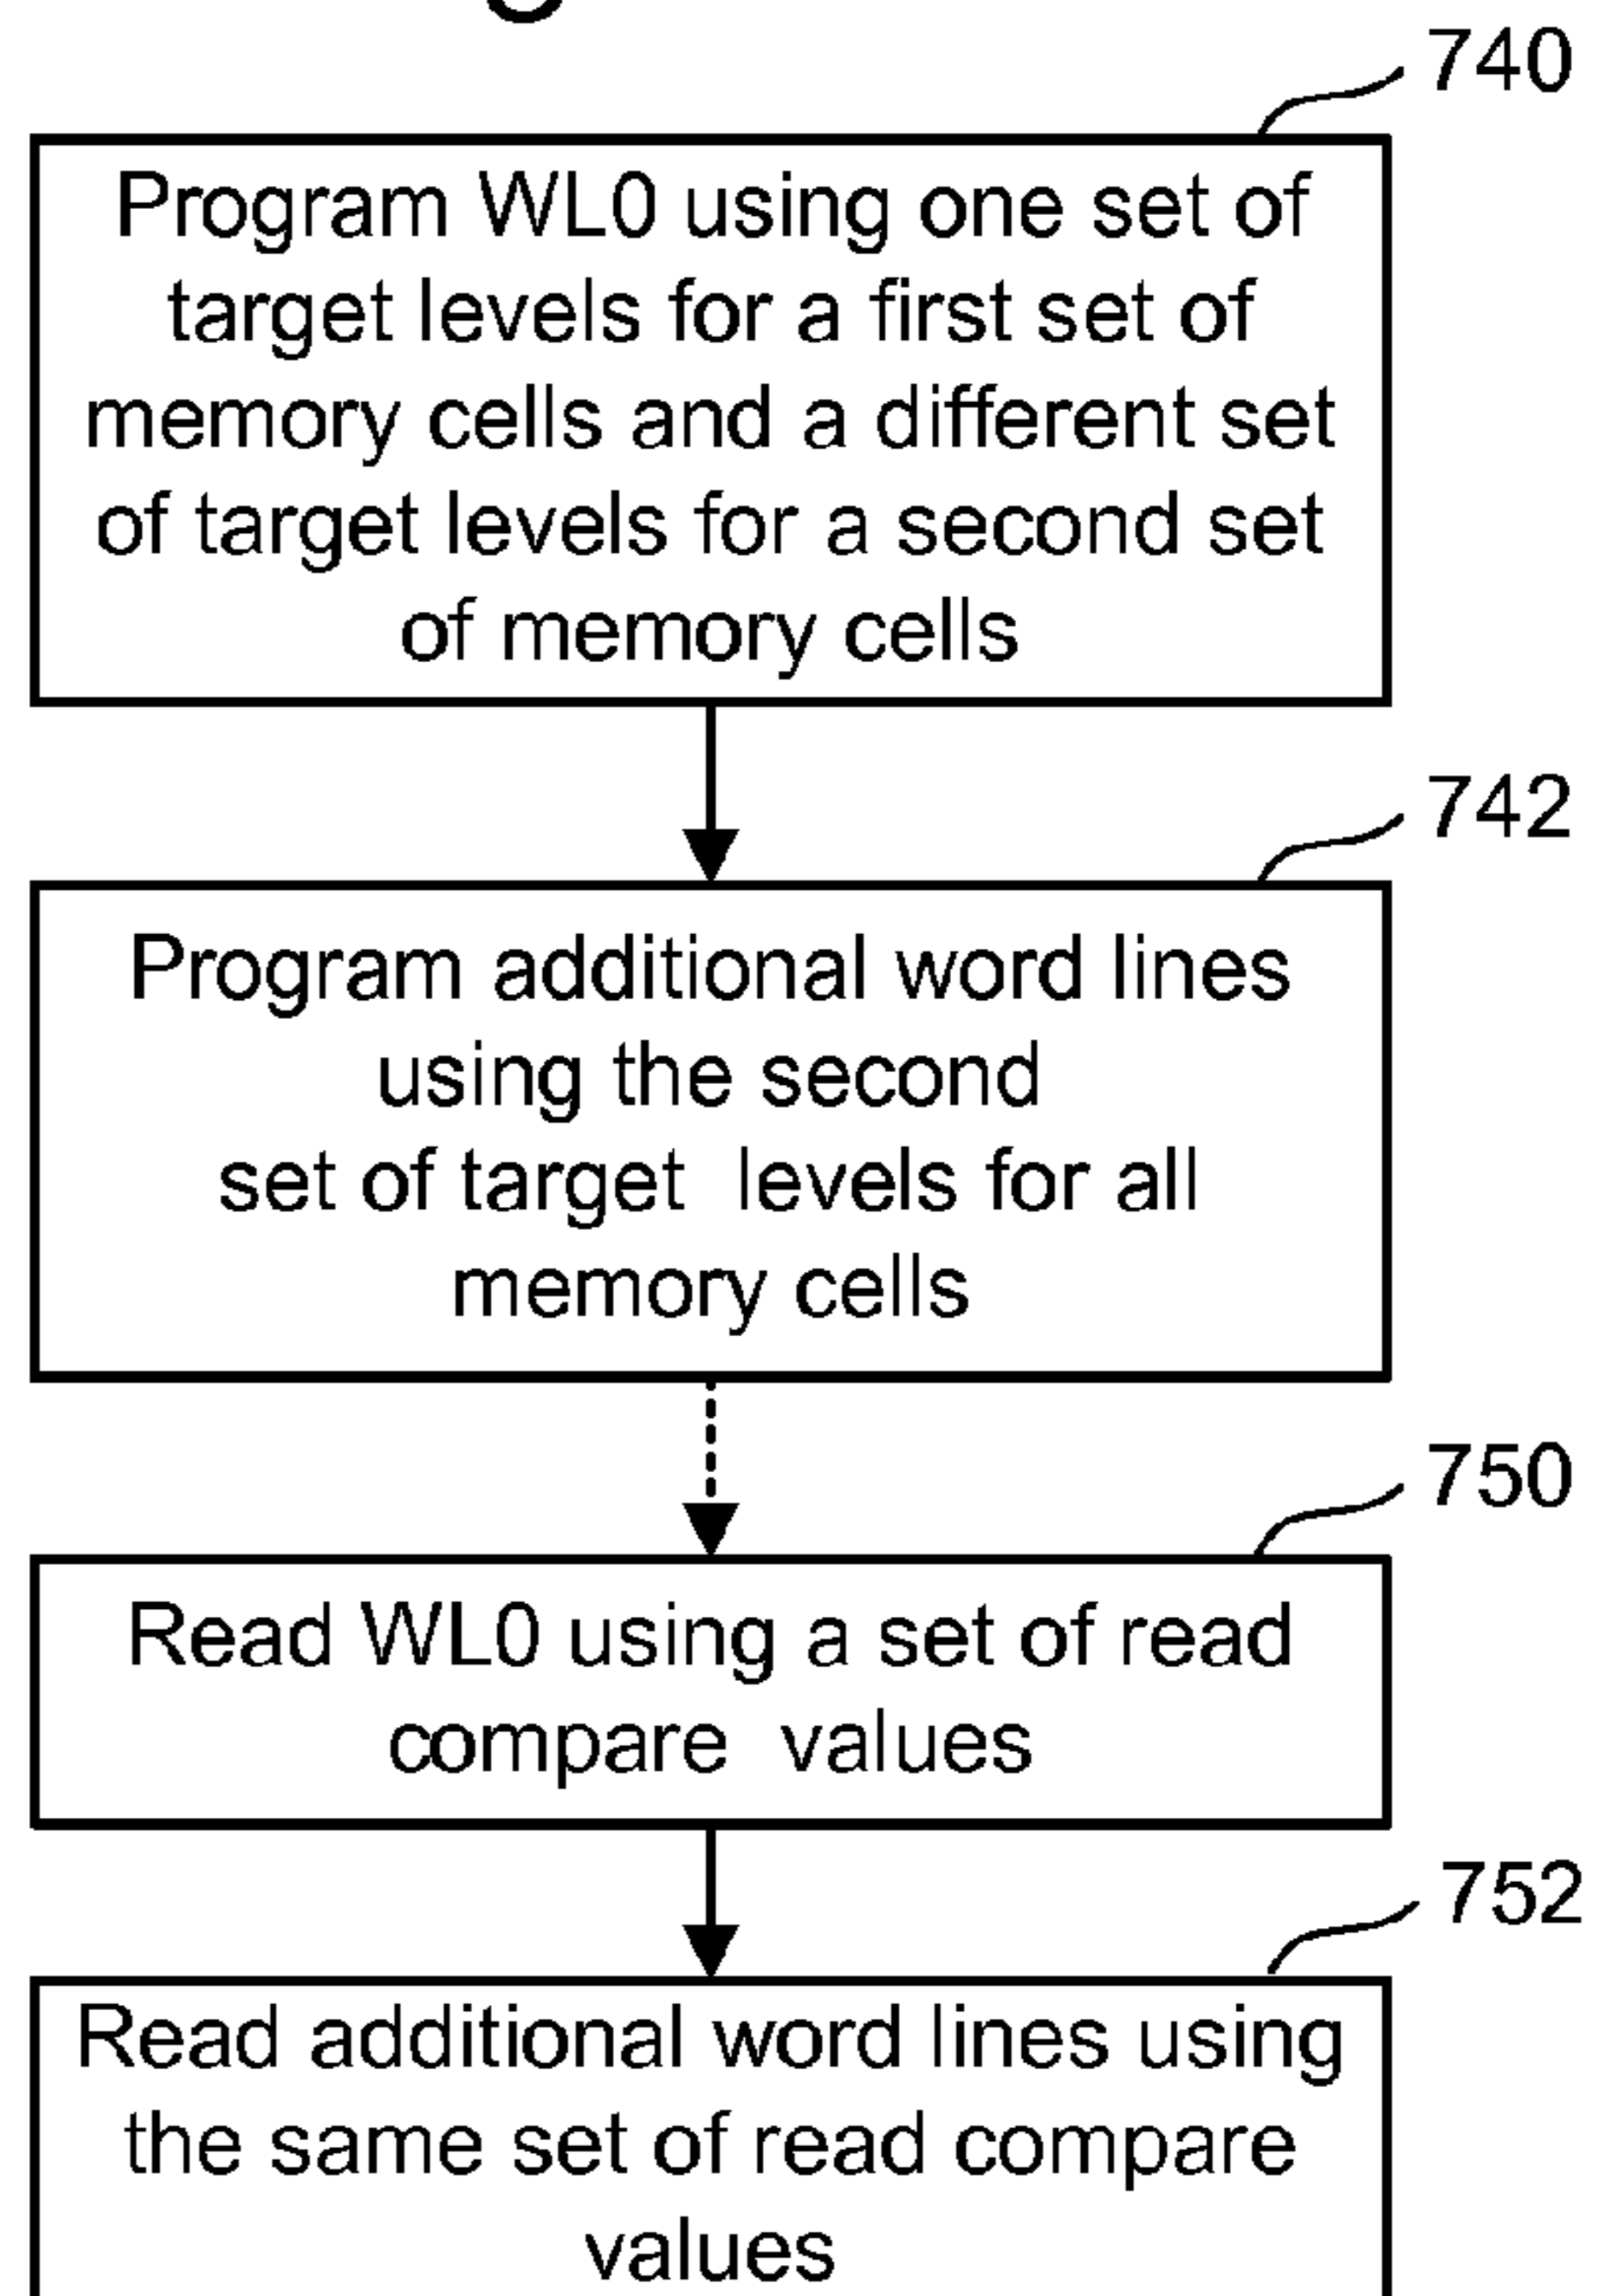 740
Program WL0 using one set of
target levels for a first set of
memory cells and a different set
of target levels for a second set
of memory cells
742
Program additional word lines
using the second
set of target levels for all
memory cells
750
Read WL0 using a set of read
compare values
752
Read additional word lines using
the same set of read compare
values